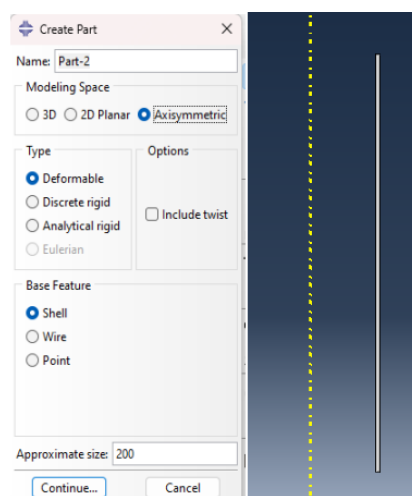 Create Part
Name: Part-2
Modeling Space
3D 2D Planar Axisymmetric
Type Options
Deformable
Discrete rigid
Analytical rigid
Eulerian
Include twist
Base Feature
Shell
Wire
Point
Approximate size: 200
Continue... Cancel